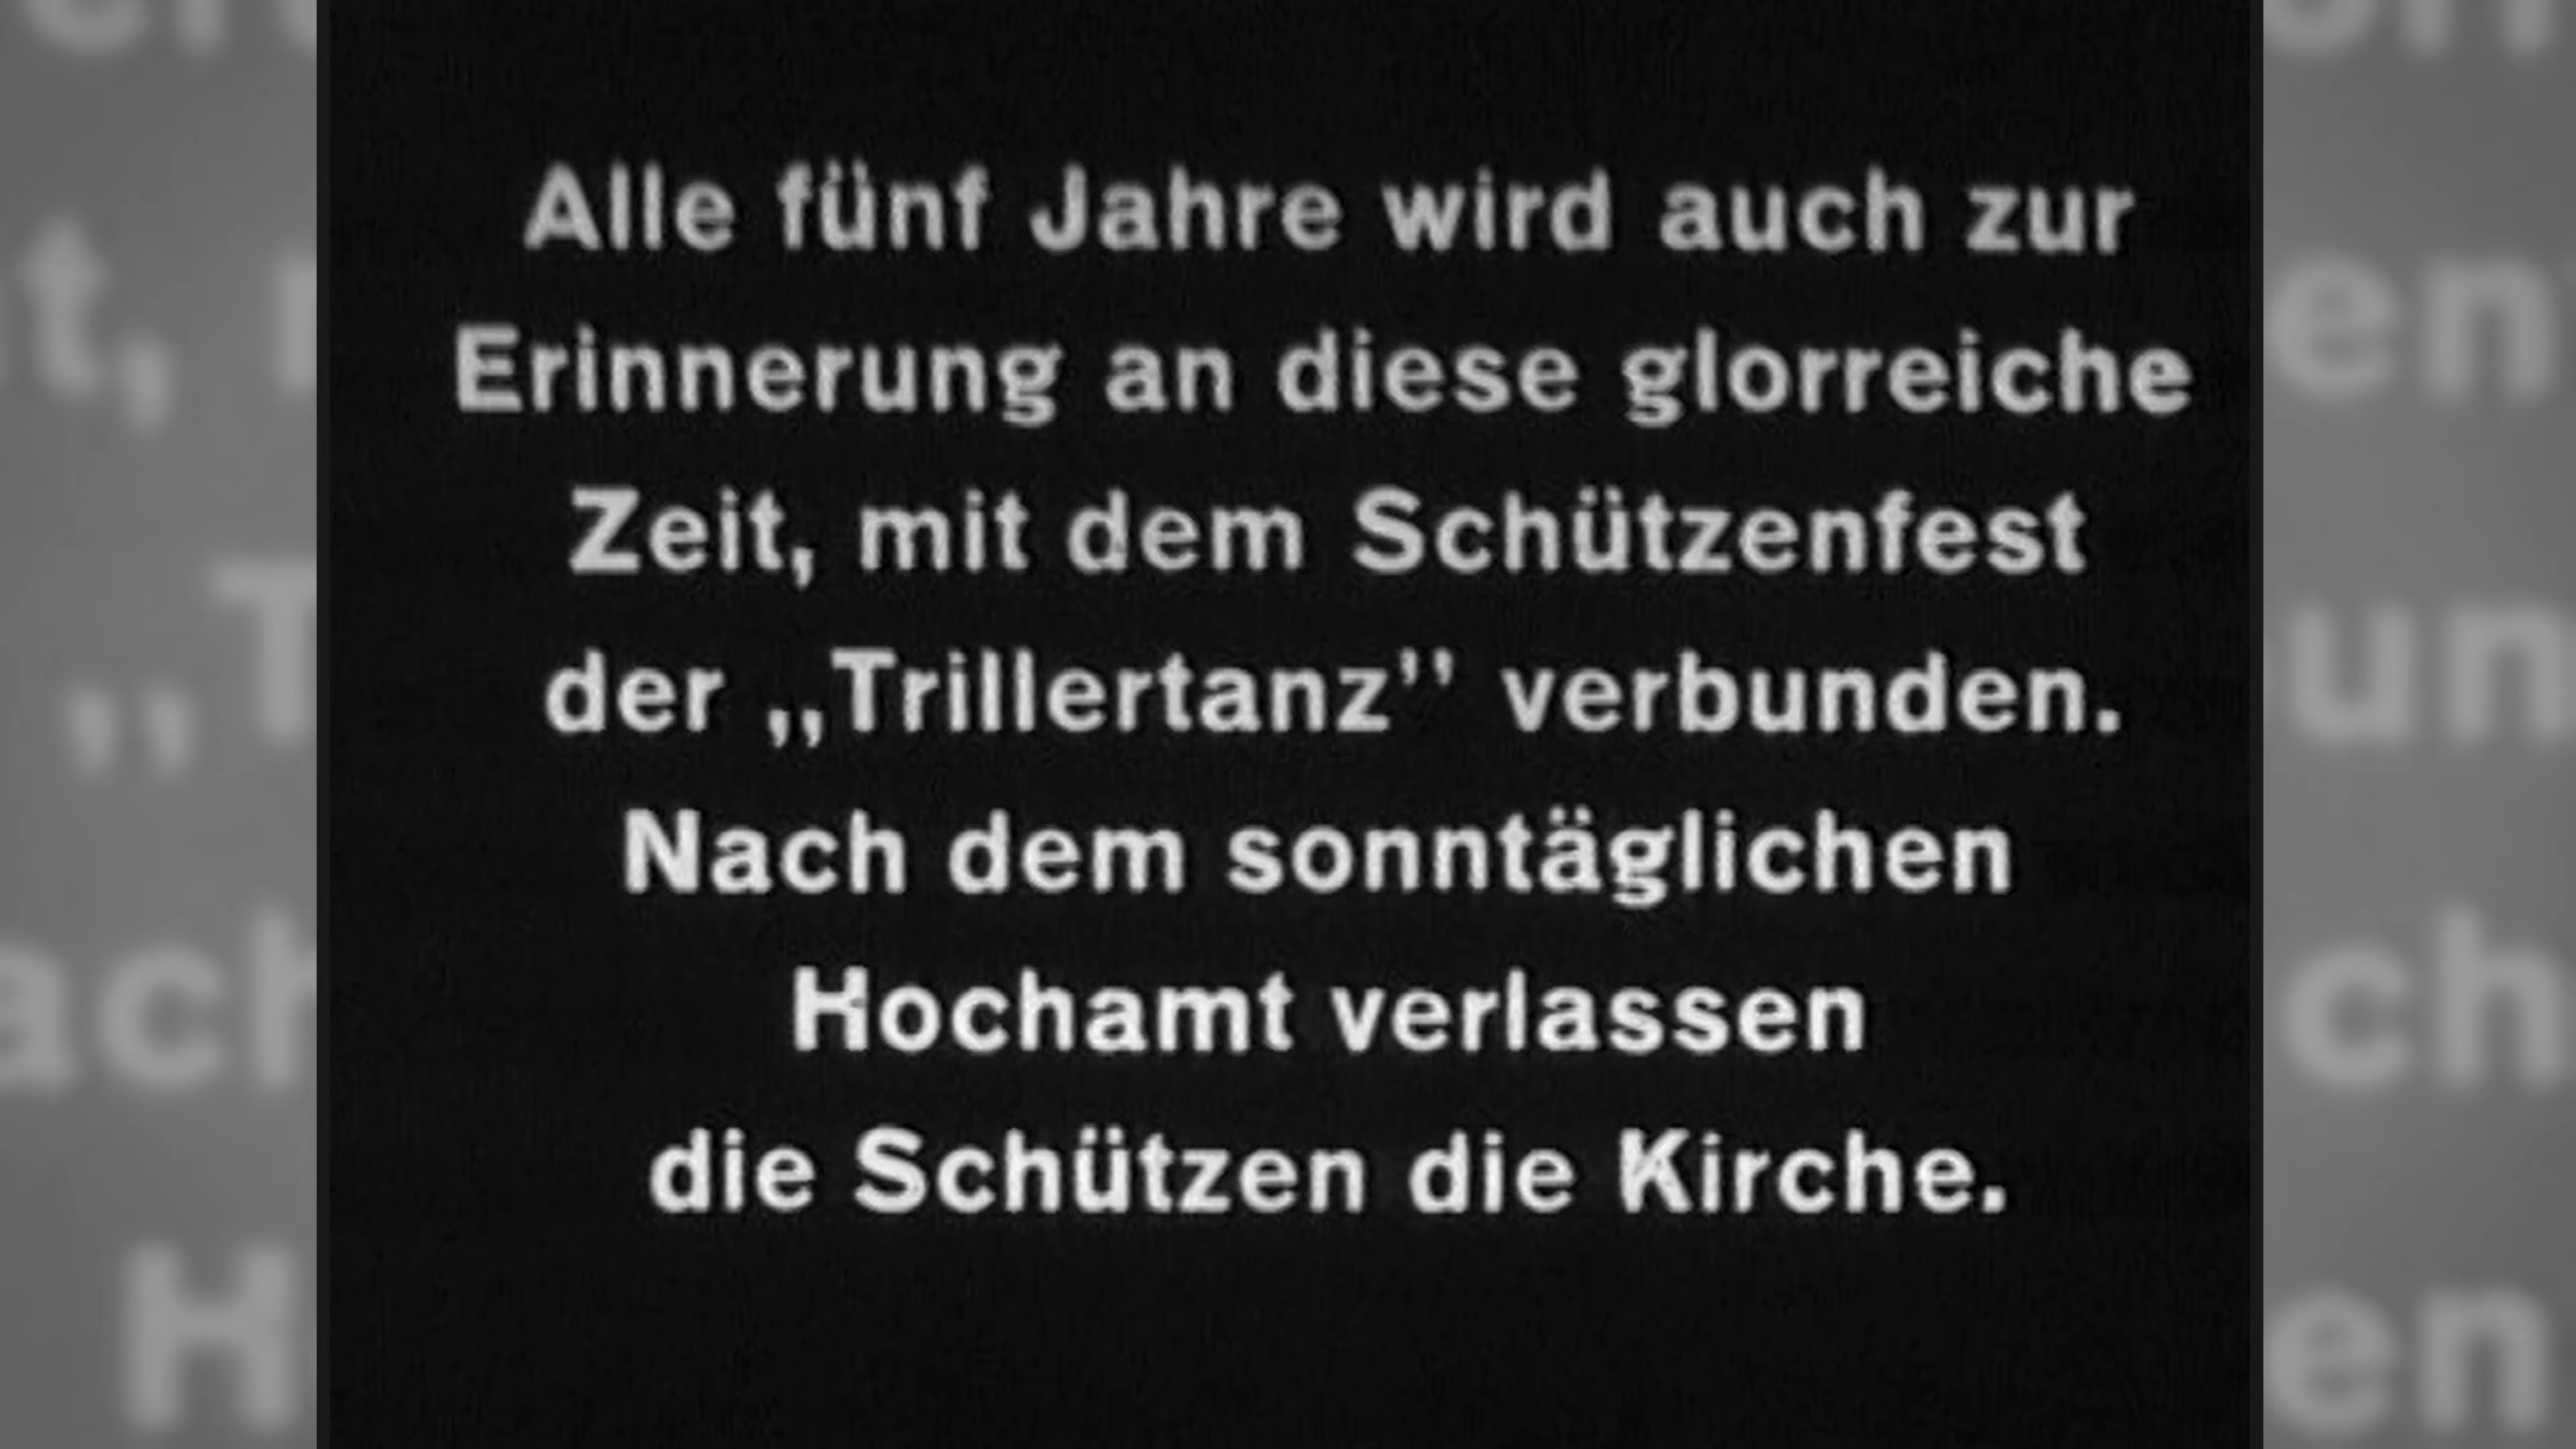 Alle fünf Jahre wird auch zur
Erinnerung an diese glorreiche
Zeit, mit dem Schützenfest
der „Trillertanz” verbunden.
Nach dem sonntäglichen
Hochamt verlassen
die Schützen die Kirche.